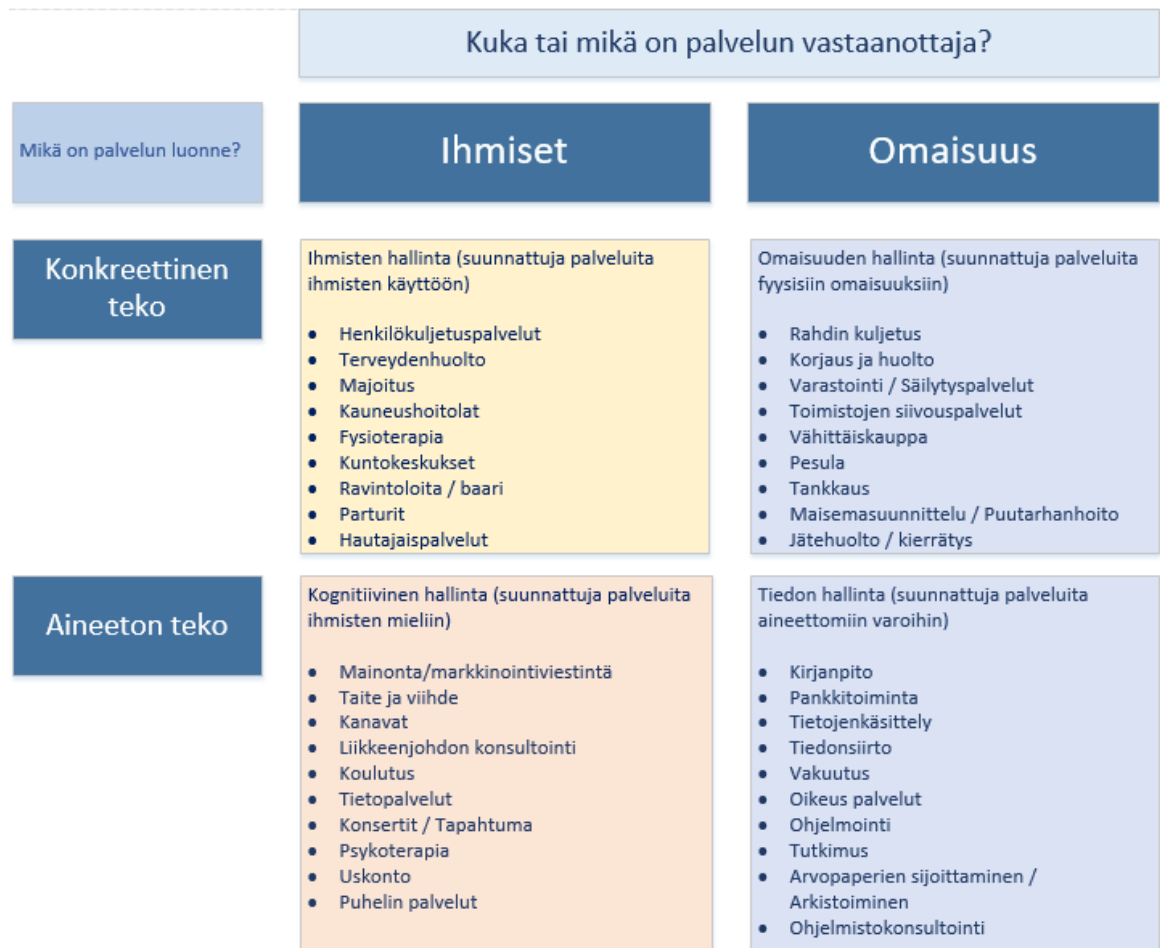 Kuka tai mikä on palvelun vastaanottaja?
Mikä on palvelun luonne?
Ihmiset
Omaisuus
Konkreettinen
teko
Ihmisten hallinta (suunnattuja palveluita
ihmisten käyttöön)
• Henkilökuljetuspalvelut
• Terveydenhuolto
• Majoitus
• Kauneushoitolat
• Fysioterapia
• Kuntokeskukset
• Ravintoloita / baari
• Parturit
• Hautajaispalvelut
Omaisuuden hallinta (suunnattuja palveluita
fyysisiin omaisuuksiin)
• Rahdin kuljetus
• Korjaus ja huolto
• Varastointi / Säilytyspalvelut
• Toimistojen siivouspalvelut
• Vähittäiskauppa
• Pesula
• Tankkaus
• Maisemasuunnittelu / Puutarhanhoito
• Jätehuolto / kierrätys
Aineeton teko
Kognitiivinen hallinta (suunnattuja palveluita
ihmisten mieliin)
• Mainonta/markkinointiviestintä
• Taite ja viihde
• Kanavat
• Liikkeenjohdon konsultointi
• Koulutus
• Tietopalvelut
• Konsertit / Tapahtuma
• Psykoterapia
• Uskonto
• Puhelin palvelut
Tiedon hallinta (suunnattuja palveluita
aineettomiin varoihin)
• Kirjanpito
• Pankkitoiminta
• Tietojenkäsittely
• Tiedonsiirto
• Vakuutus
• Oikeus palvelut
• Ohjelmointi
• Tutkimus
• Arvopaperien sijoittaminen /
Arkistoiminen
• Ohjelmistokonsultointi